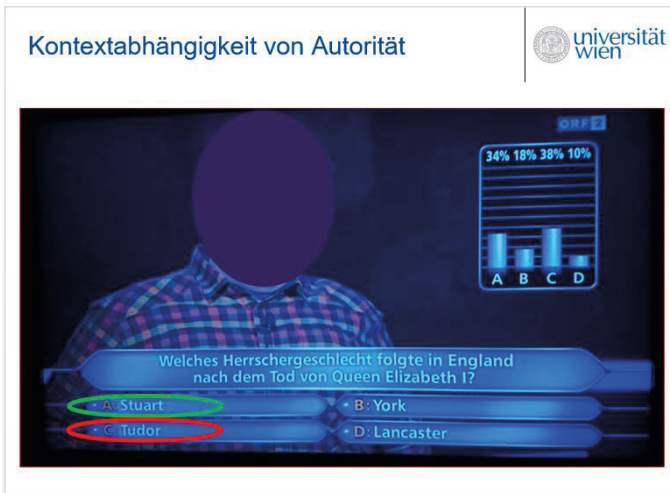 Kontextabhängigkeit von Autorität
universität
wien
ORF 2
34% 18% 38% 10%
A B C D
Welches Herrschergeschlecht folgte in England
nach dem Tod von Queen Elizabeth I?
A: Stuart
B: York
C: Tudor
D: Lancaster